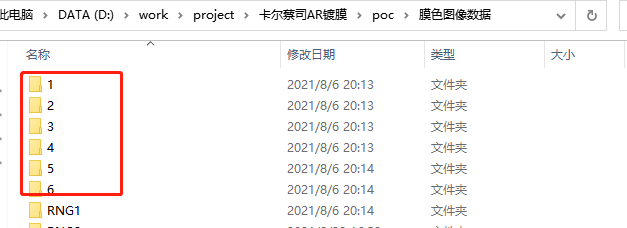 此电脑 > DATA (D:) > work > project > 卡尔蔡司AR镀膜 > poc > 膜色图像数据
名称 修改日期 类型 大小
1 2021/8/6 20:13 文件夹
2 2021/8/6 20:13 文件夹
3 2021/8/6 20:13 文件夹
4 2021/8/6 20:13 文件夹
5 2021/8/6 20:14 文件夹
6 2021/8/6 20:14 文件夹
RNG1 2021/8/6 20:14 文件夹